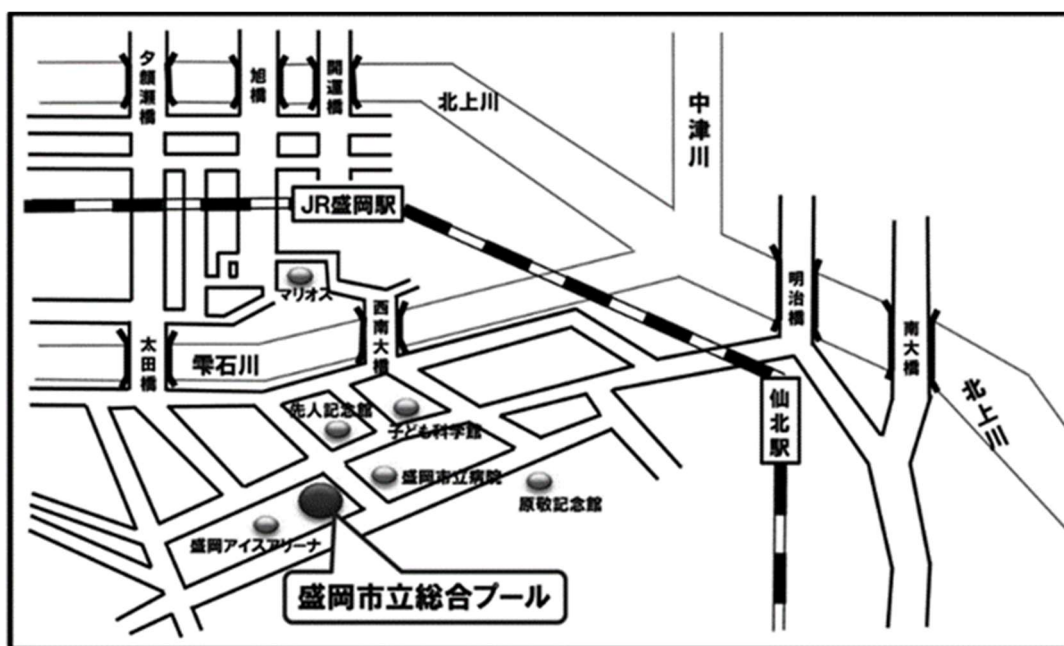 夕顔瀬橋
旭橋
開運橋
北上川
中津川
JR盛岡駅
マリオス
西南大橋
明治橋
南大橋
太田橋
雫石川
北上川
仙北駅
先人記念館
子ども科学館
盛岡市立病院
原敬記念館
盛岡アイスアリーナ
盛岡市立総合プール